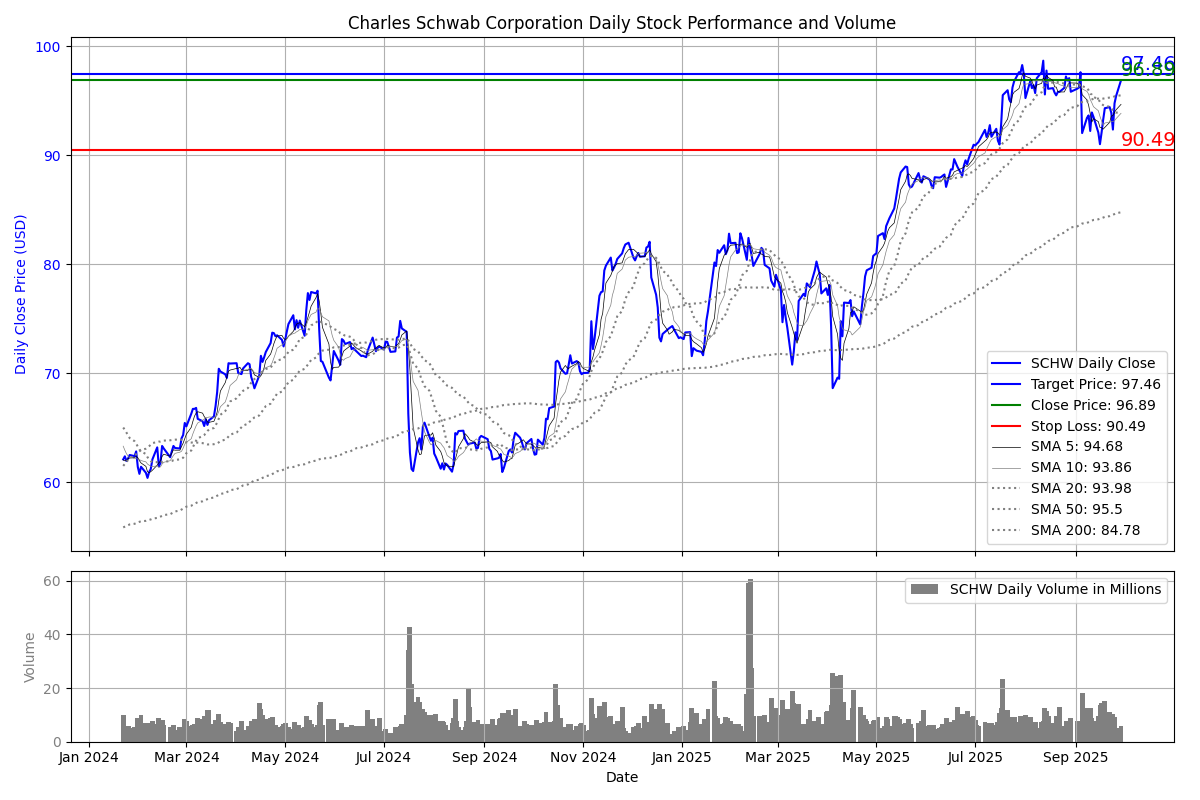 Charles Schwab Corporation Daily Stock Performance and Volume
100
90
80
70
60
Daily Close Price (USD)
97.46
96.89
90.49
SCHW Daily Close
Target Price: 97.46
Close Price: 96.89
Stop Loss: 90.49
SMA 5: 94.68
SMA 10: 93.86
SMA 20: 93.98
SMA 50: 95.5
SMA 200: 84.78
60
40
20
0
Volume
SCHW Daily Volume in Millions
Jan 2024 Mar 2024 May 2024 Jul 2024 Sep 2024 Nov 2024 Jan 2025 Mar 2025 May 2025 Jul 2025 Sep 2025
Date